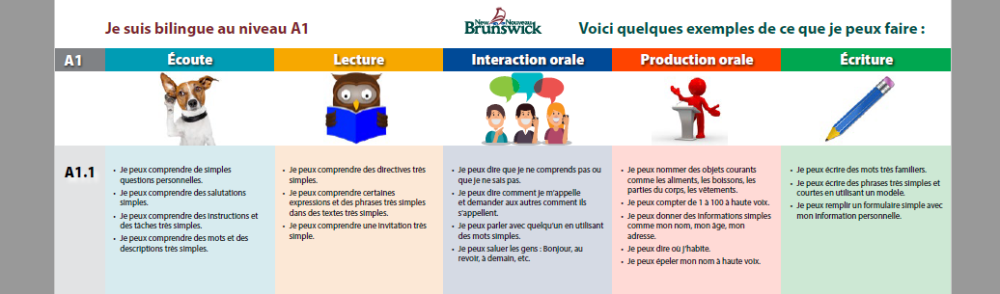 Je suis bilingue au niveau A1
New Nouveau
Brunswick
Voici quelques exemples de ce que je peux faire :
A1
Écoute
Lecture
Interaction orale
Production orale
Écriture
A1.1
• Je peux comprendre de simples
questions personnelles.
• Je peux comprendre des salutations
simples.
• Je peux comprendre des instructions et
des tâches très simples.
• Je peux comprendre des mots et des
descriptions très simples.
• Je peux comprendre des directives très
simples.
• Je peux comprendre certaines
expressions et des phrases très simples
dans des textes très simples.
• Je peux comprendre une invitation très
simple.
• Je peux dire que je ne comprends pas ou
que je ne sais pas.
• Je peux dire comment je m'appelle
et demander aux autres comment ils
s'appellent.
• Je peux parler avec quelqu'un en utilisant
des mots simples.
• Je peux saluer les gens : Bonjour, au
revoir, à demain, etc.
• Je peux nommer des objets courants
comme les aliments, les boissons, les
parties du corps, les vêtements.
• Je peux compter de 1 à 100 à haute voix.
• Je peux donner des informations simples
comme mon nom, mon âge, mon
adresse.
• Je peux dire où j'habite.
• Je peux épeler mon nom à haute voix.
• Je peux écrire des mots très familiers.
• Je peux écrire des phrases très simples et
courtes en utilisant un modèle.
• Je peux remplir un formulaire simple avec
mon information personnelle.